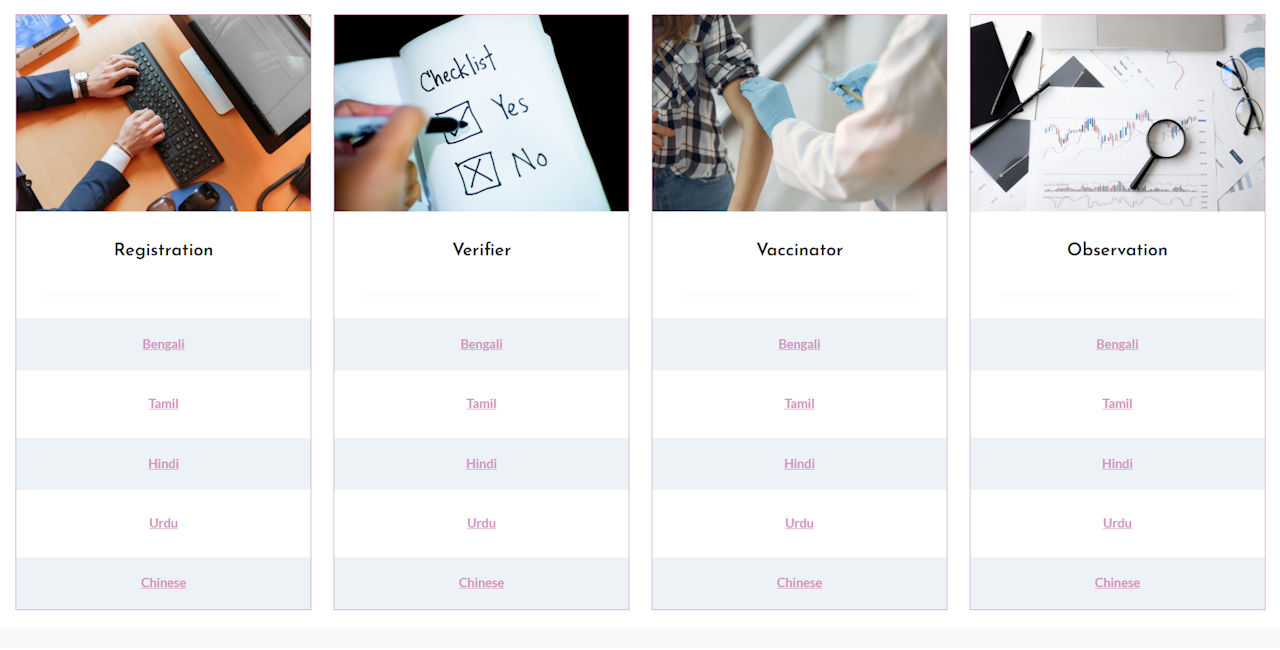 Checklist
Yes
No
Registration
Bengali
Tamil
Hindi
Urdu
Chinese
Verifier
Bengali
Tamil
Hindi
Urdu
Chinese
Vaccinator
Bengali
Tamil
Hindi
Urdu
Chinese
Observation
Bengali
Tamil
Hindi
Urdu
Chinese